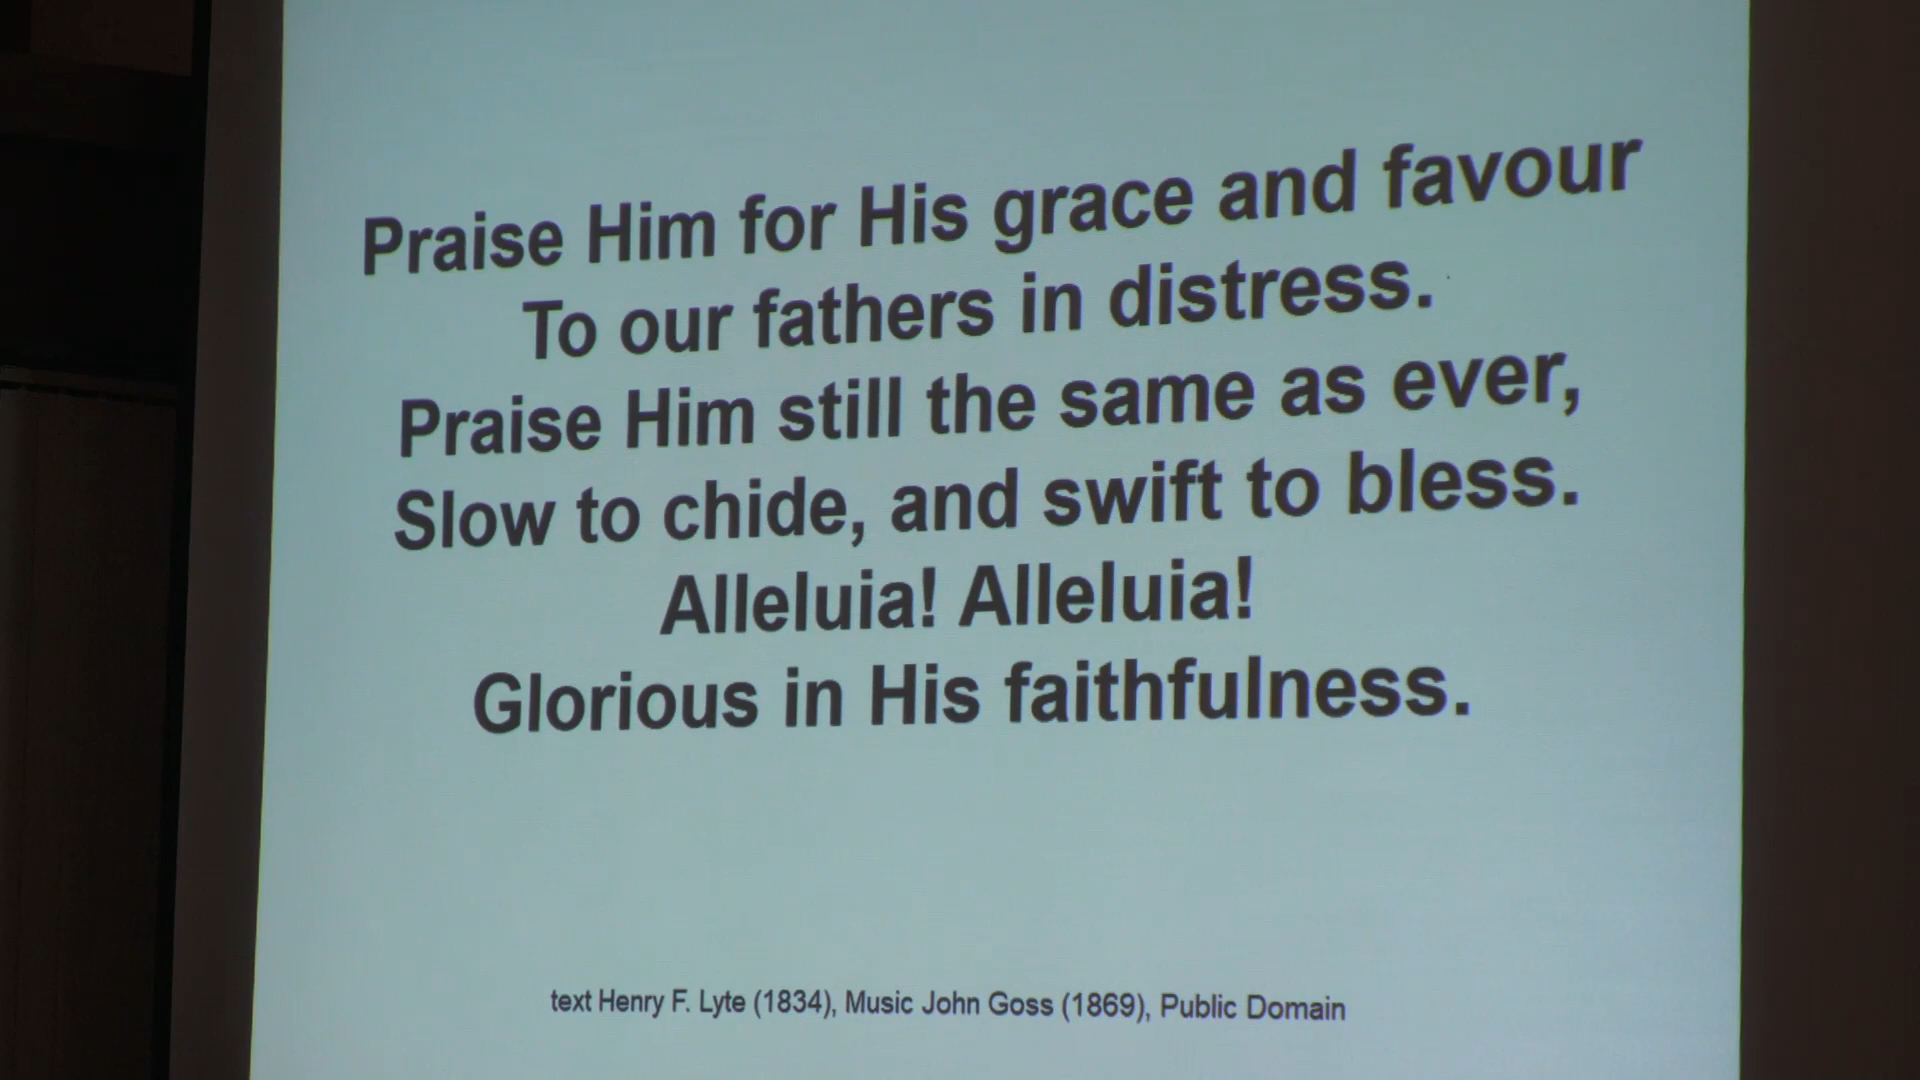 Praise Him for His grace and favour
To our fathers in distress.
Praise Him still the same as ever,
Slow to chide, and swift to bless.
Alleluia! Alleluia!
Glorious in His faithfulness.
text Henry F. Lyte (1834), Music John Goss (1869), Public Domain